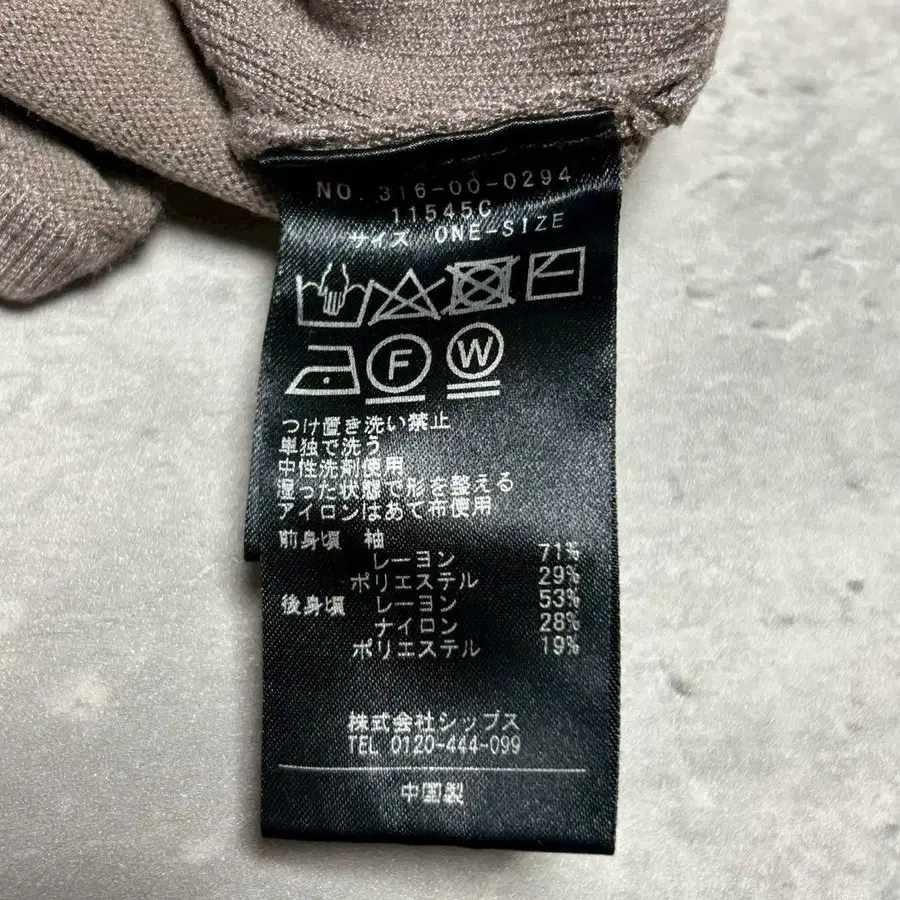 NO. 316-00-0294
11545C
サイズ ONE-SIZE
F W
つけ置き洗い禁止
単独で洗う
中性洗剤使用
湿った状態で形を整える
アイロンはあて布使用
前身頃 袖
レーヨン 71%
ポリエステル 29%
後身頃 レーヨン 53%
ナイロン 28%
ポリエステル 19%
株式会社シップス
TEL 0120-444-099
中国製